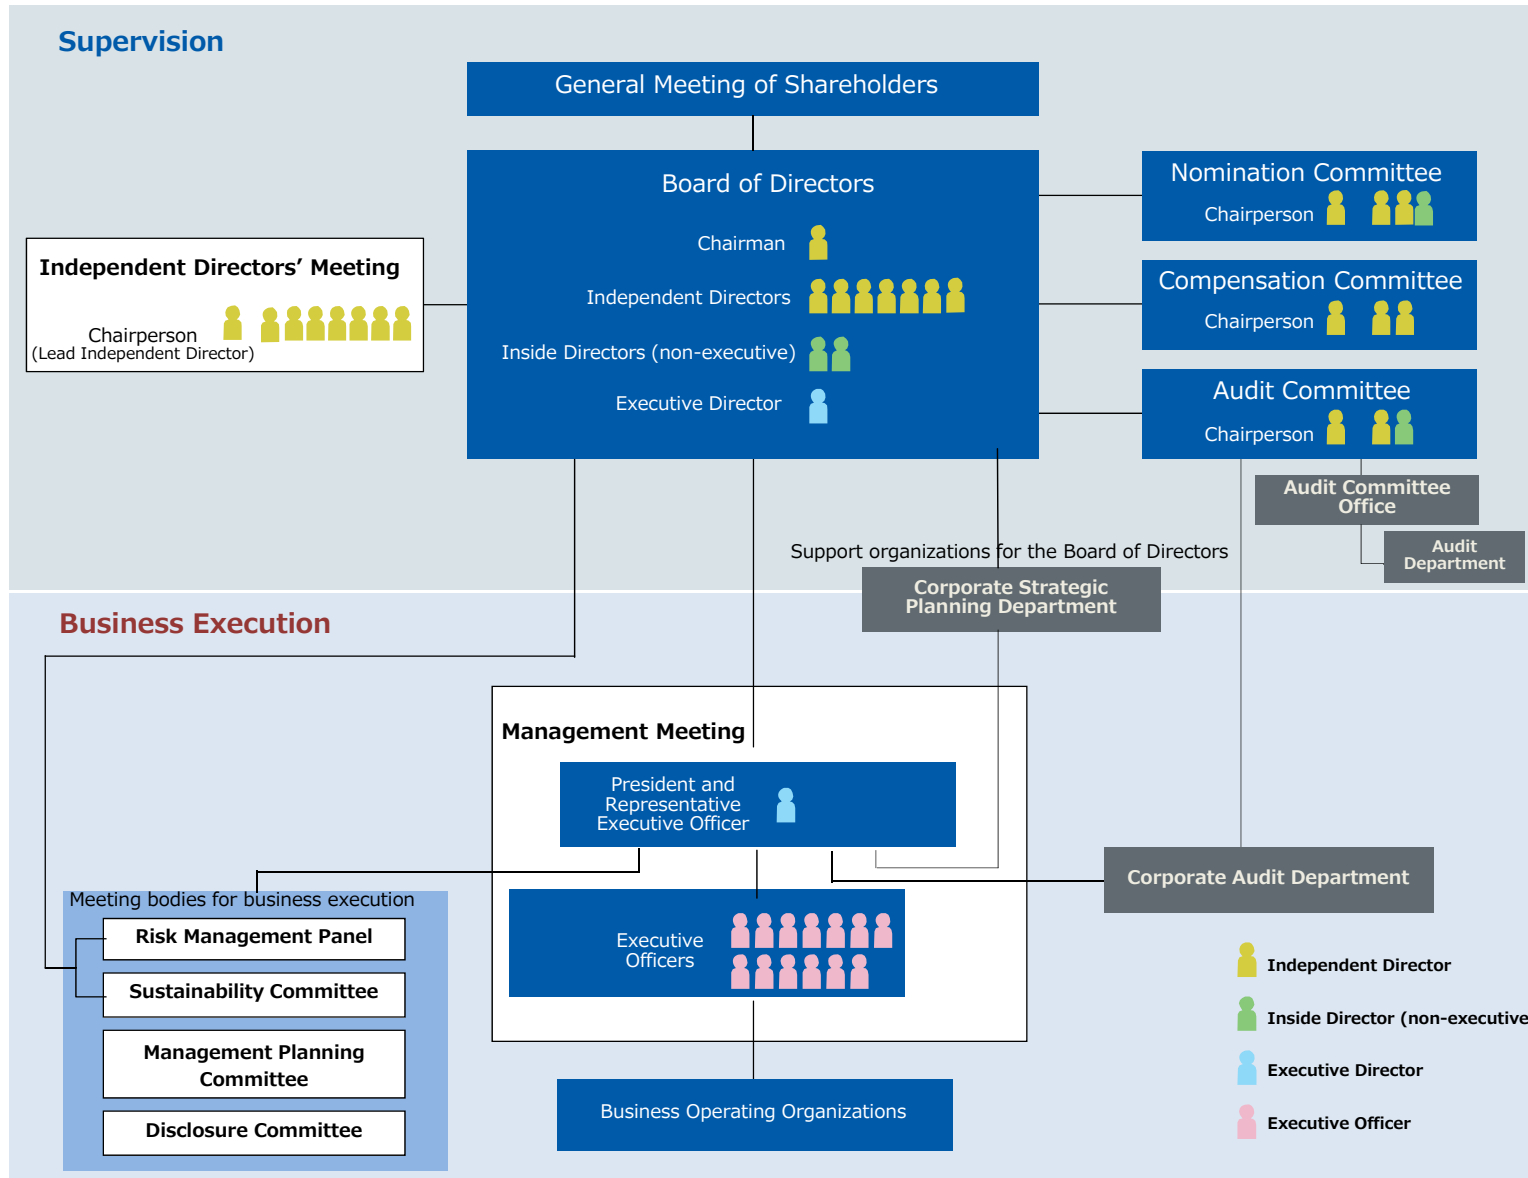 Supervision
General Meeting of Shareholders
Board of Directors
Chairman
Independent Directors
Inside Directors (non-executive)
Executive Director
Independent Directors’ Meeting
Chairperson
(Lead Independent Director)
Nomination Committee
Chairperson
Compensation Committee
Chairperson
Audit Committee
Chairperson
Audit Committee
Office
Audit
Department
Support organizations for the Board of Directors
Corporate Strategic
Planning Department
Business Execution
Management Meeting
President and
Representative
Executive Officer
Executive
Officers
Business Operating Organizations
Meeting bodies for business execution
Risk Management Panel
Sustainability Committee
Management Planning
Committee
Disclosure Committee
Corporate Audit Department
Independent Director
Inside Director (non-executive
Executive Director
Executive Officer